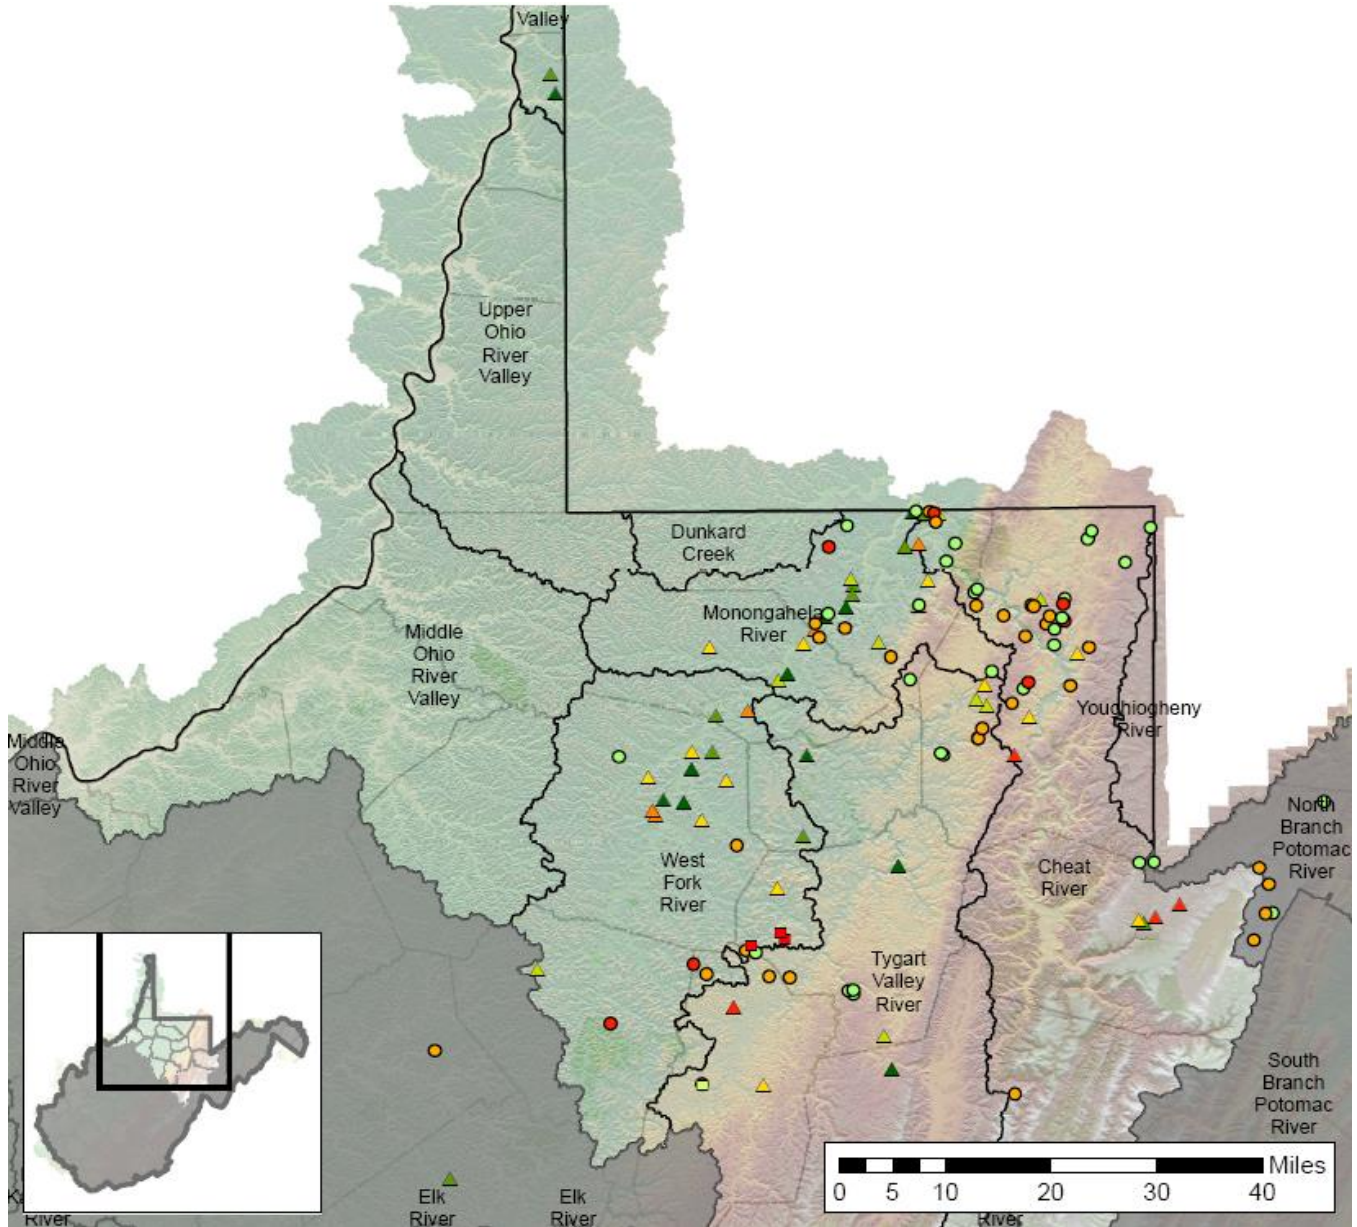 Valley
Upper
Ohio
River
Valley
Dunkard
Creek
Monongahela
River
Middle
Ohio
River
Valley
Youghiogheny
River
Middle
Ohio
River
Valley
North
Branch
Potomac
River
West
Fork
River
Cheat
River
Tygart
Valley
River
South
Branch
Potomac
River
Miles
0 5 10 20 30 40
Elk
River
Elk
River
River
River